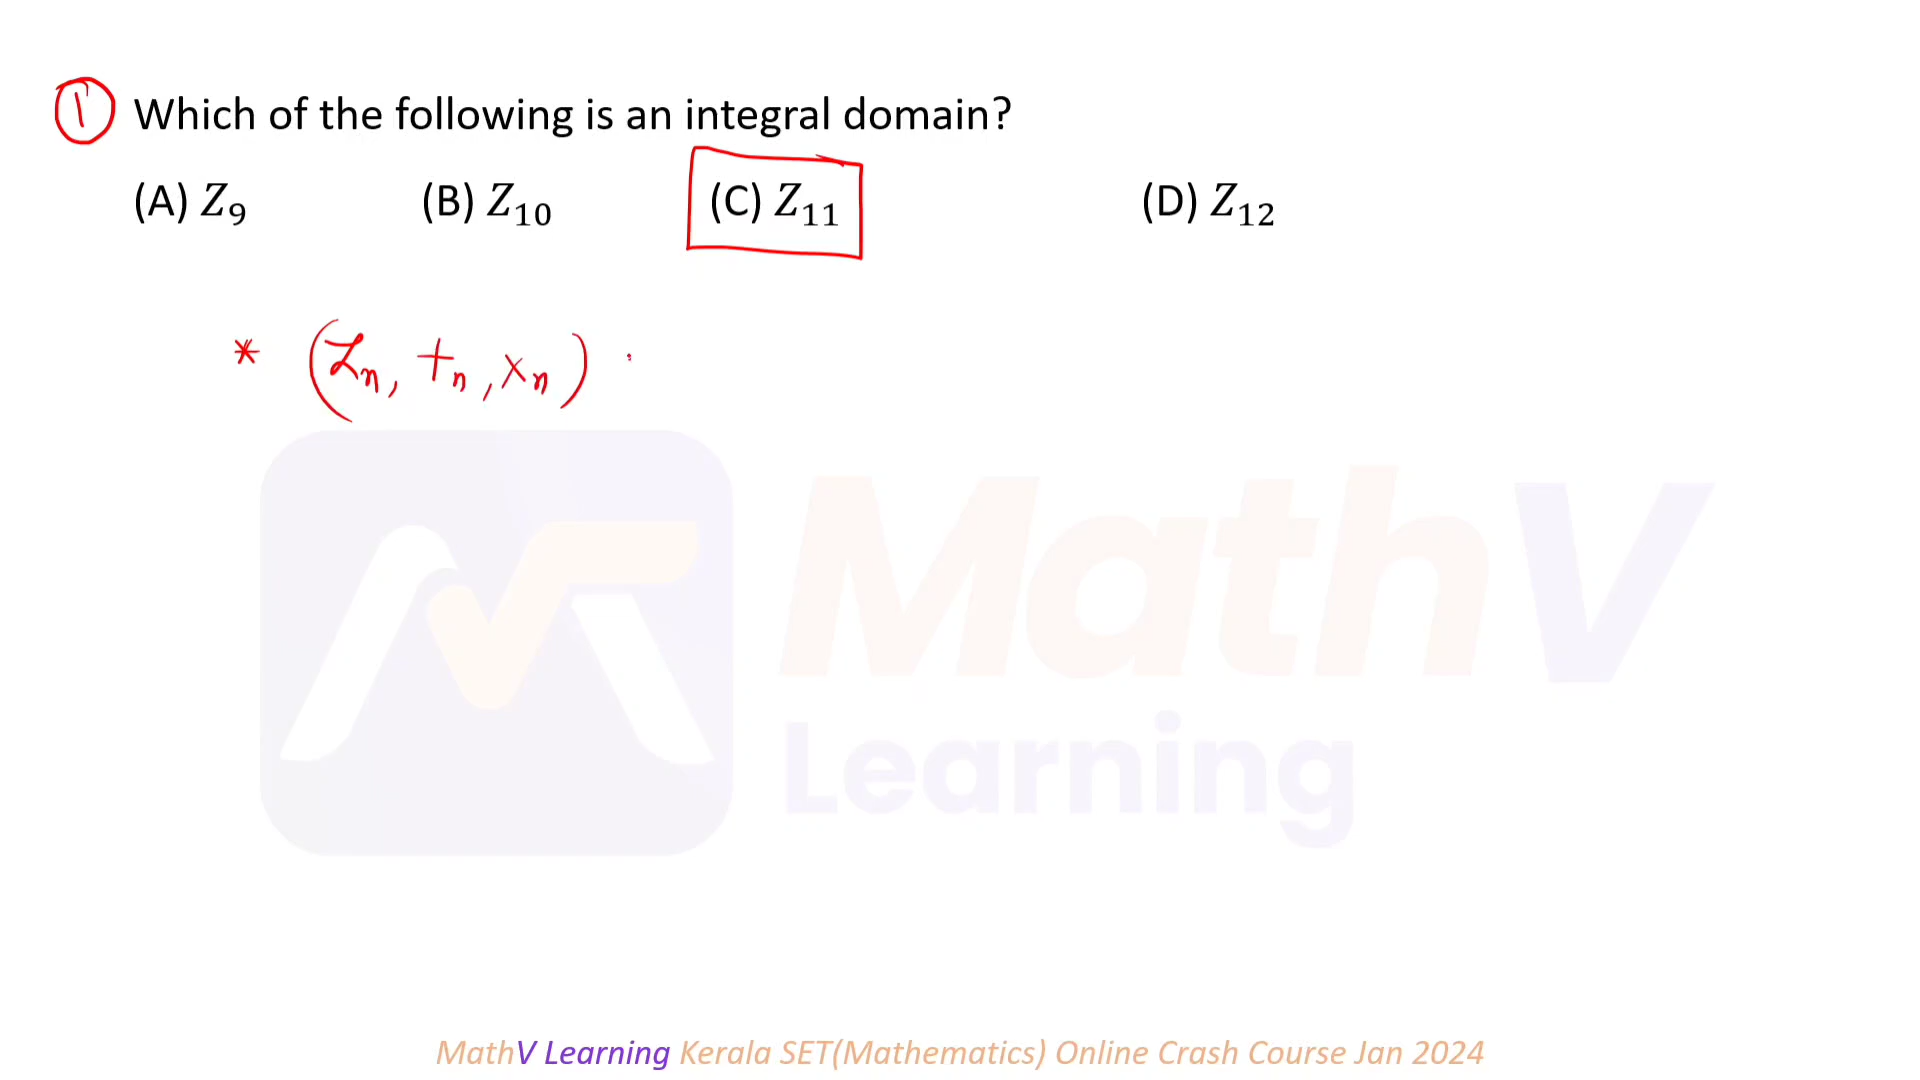 1 Which of the following is an integral domain?
(A) Z₉ (B) Z₁₀ (C) Z₁₁ (D) Z₁₂
* (Zₙ, +ₙ, ×ₙ)
MathV
Learning
MathV Learning Kerala SET(Mathematics) Online Crash Course Jan 2024